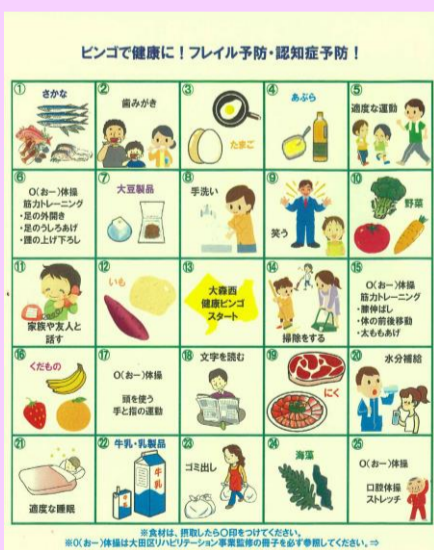 ビンゴで健康に！フレイル予防・認知症予防！
① さかな
② 歯みがき
③ たまご
④ あぶら
⑤ 適度な運動
⑥ O(おー)体操
筋力トレーニング
・足の外開き
・足のうしろあげ
・踵の上げ下ろし
⑦ 大豆製品
⑧ 手洗い
⑨ 笑う
⑩ 野菜
⑪ 家族や友人と
話す
⑫ いも
⑬ 大森西
健康ビンゴ
スタート
⑭ 掃除をする
⑮ O(おー)体操
筋力トレーニング
・膝伸ばし
・体の前後移動
・太ももあげ
⑯ くだもの
⑰ O(おー)体操
頭を使う
手と指の運動
⑱ 文字を読む
⑲ にく
⑳ 水分補給
㉑ 適度な睡眠
㉒ 牛乳・乳製品
牛乳
㉓ ゴミ出し
㉔ 海藻
㉕ O(おー)体操
口腔体操
ストレッチ
※食材は、摂取したら〇印をつけてください。
※O(おー)体操は大田区リハビリテーション事業監修の冊子を必ず参照してください。⇒